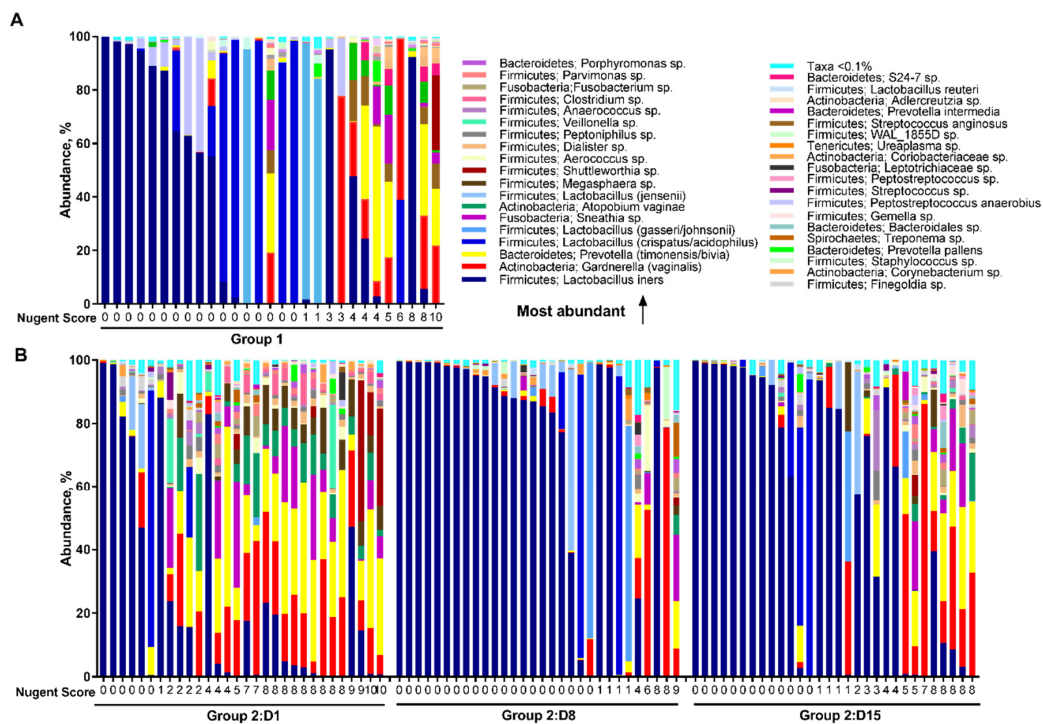 A
100
80
60
40
20
0
Abundance, %
Nugent Score
0 0 0 0 0 0 0 0 0 0 0 0 0 0 0 0 0 1 1 3 3 4 4 4 5 6 8 8 10
Group 1
Bacteroidetes; Porphyromonas sp.
Firmicutes; Parvimonas sp.
Fusobacteria;Fusobacterium sp.
Firmicutes; Clostridium sp.
Firmicutes; Anaerococcus sp.
Firmicutes; Veillonella sp.
Firmicutes; Peptoniphilus sp.
Firmicutes; Dialister sp.
Firmicutes; Aerococcus sp.
Firmicutes; Shuttleworthia sp.
Firmicutes; Megasphaera sp.
Firmicutes; Lactobacillus (jensenii)
Actinobacteria; Atopobium vaginae
Fusobacteria; Sneathia sp.
Firmicutes; Lactobacillus (gasseri/johnsonii)
Firmicutes; Lactobacillus (crispatus/acidophilus)
Bacteroidetes; Prevotella (timonensis/bivia)
Actinobacteria; Gardnerella (vaginalis)
Firmicutes; Lactobacillus iners
Most abundant
Taxa <0.1%
Bacteroidetes; S24-7 sp.
Firmicutes; Lactobacillus reuteri
Actinobacteria; Adlercreutzia sp.
Bacteroidetes; Prevotella intermedia
Firmicutes; Streptococcus anginosus
Firmicutes; WAL_1855D sp.
Tenericutes; Ureaplasma sp.
Actinobacteria; Coriobacteriaceae sp.
Fusobacteria; Leptotrichiaceae sp.
Firmicutes; Peptostreptococcus sp.
Firmicutes; Streptococcus sp.
Firmicutes; Peptostreptococcus anaerobius
Firmicutes; Gemella sp.
Bacteroidetes; Bacteroidales sp.
Spirochaetes; Treponema sp.
Bacteroidetes; Prevotella pallens
Firmicutes; Staphylococcus sp.
Actinobacteria; Corynebacterium sp.
Firmicutes; Finegoldia sp.
B
100
80
60
40
20
0
Abundance, %
Nugent Score
0 0 0 0 0 0 1 2 2 2 2 4 4 4 5 7 7 8 8 8 8 8 8 8 8 8 9 9 10 10
Group 2:D1
0 0 0 0 0 0 0 0 0 0 0 0 0 0 0 0 0 0 0 0 0 1 1 1 1 4 6 8 8 9
Group 2:D8
0 0 0 0 0 0 0 0 0 0 0 0 0 1 1 1 1 2 2 3 3 4 4 5 5 7 8 8 8 8 8
Group 2:D15